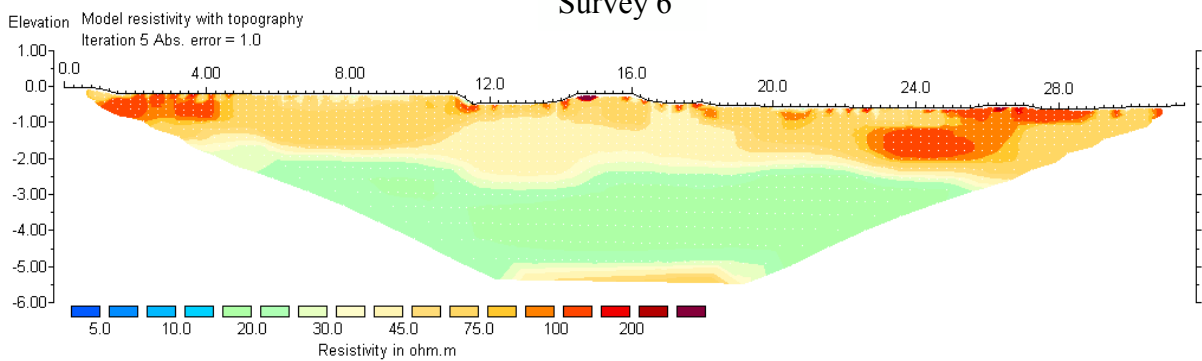 Survey 6
Elevation Model resistivity with topography
Iteration 5 Abs. error = 1.0
1.00
0.0
-1.00
-2.00
-3.00
-4.00
-5.00
-6.00
0.0 4.00 8.00 12.0 16.0 20.0 24.0 28.0
5.0 10.0 20.0 30.0 45.0 75.0 100 200
Resistivity in ohm.m